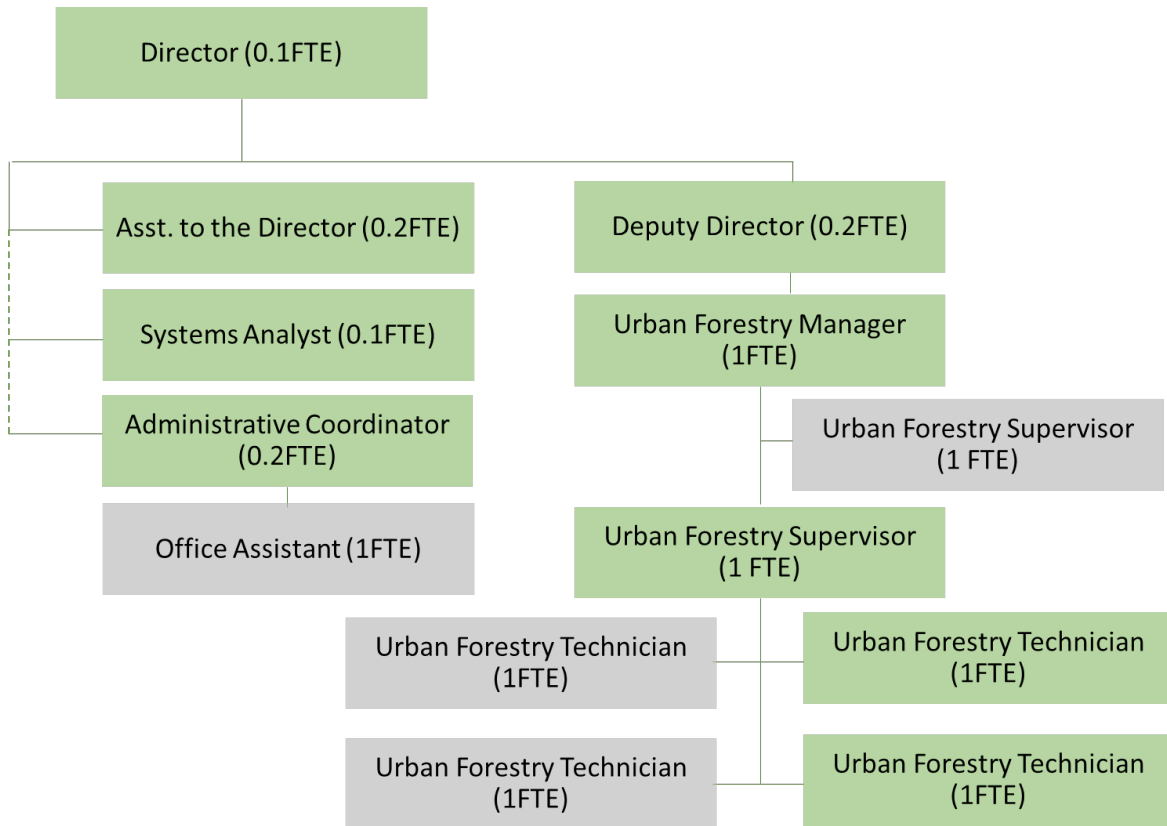 Director (0.1FTE)
Asst. to the Director (0.2FTE)
Deputy Director (0.2FTE)
Systems Analyst (0.1FTE)
Urban Forestry Manager
(1FTE)
Administrative Coordinator
(0.2FTE)
Urban Forestry Supervisor
(1 FTE)
Office Assistant (1FTE)
Urban Forestry Supervisor
(1 FTE)
Urban Forestry Technician
(1FTE)
Urban Forestry Technician
(1FTE)
Urban Forestry Technician
(1FTE)
Urban Forestry Technician
(1FTE)